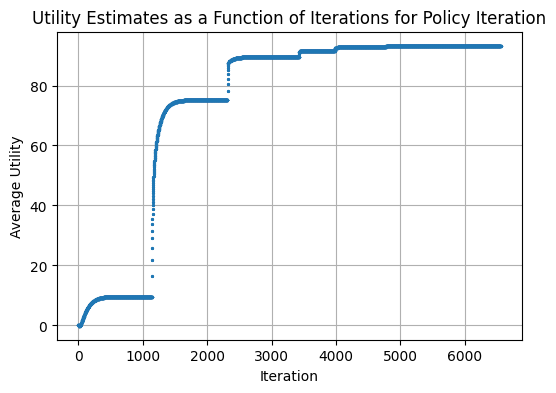 Utility Estimates as a Function of Iterations for Policy Iteration
Average Utility
80
60
40
20
0
0 1000 2000 3000 4000 5000 6000
Iteration